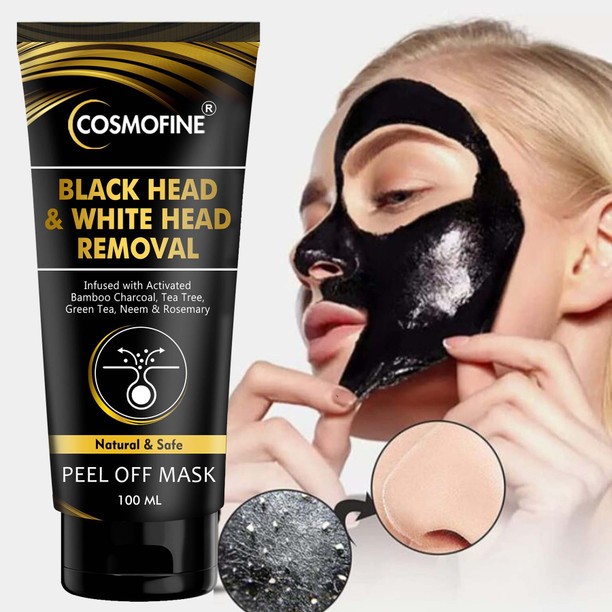 COSMOFINE®
BLACK HEAD
& WHITE HEAD
REMOVAL
Infused with Activated
Bamboo Charcoal, Tea Tree,
Green Tea, Neem & Rosemary
Natural & Safe
PEEL OFF MASK
100 ML